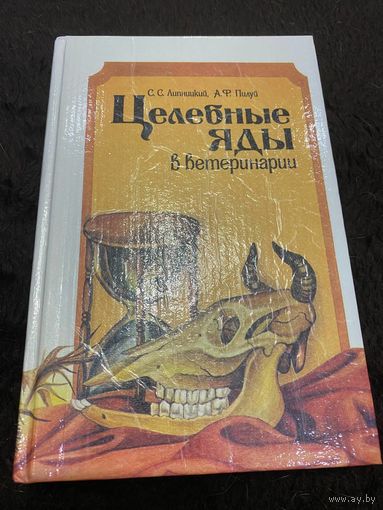 С. С. Липницкий, А. Ф. Пилуй
Целебные
яды
в ветеринарии
www.ay.by